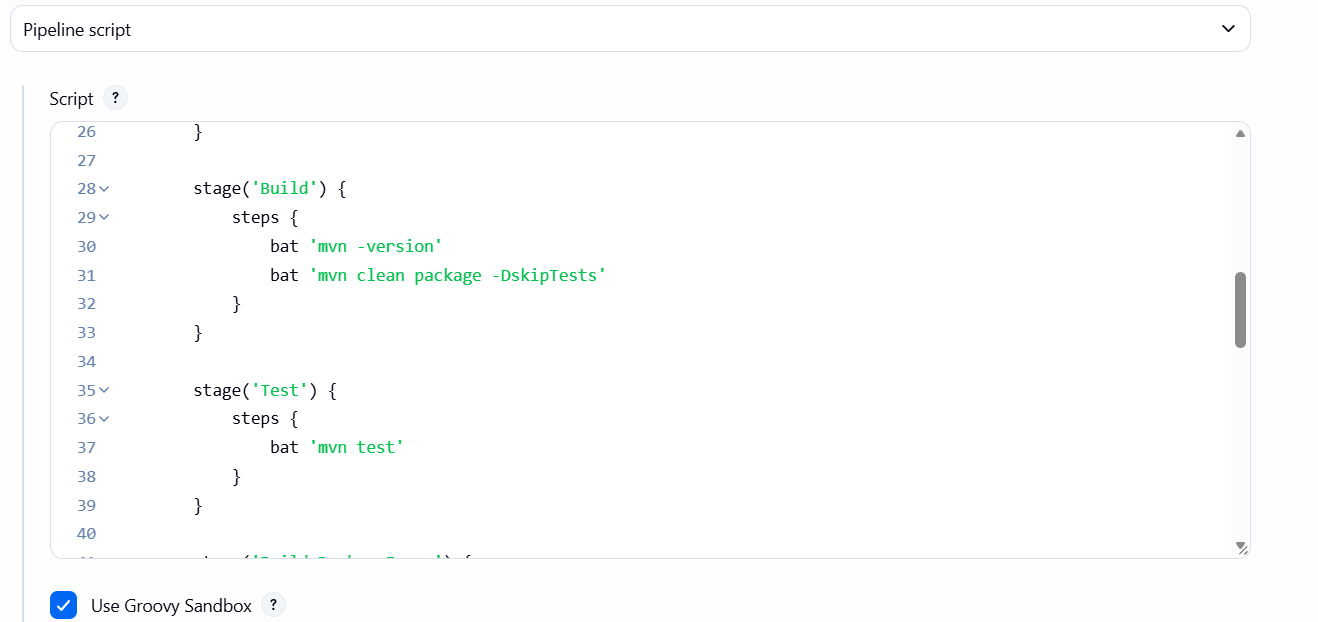 Pipeline script
Script ?
26 }
27
28 stage('Build') {
29 steps {
30 bat 'mvn -version'
31 bat 'mvn clean package -DskipTests'
32 }
33 }
34
35 stage('Test') {
36 steps {
37 bat 'mvn test'
38 }
39 }
40
Use Groovy Sandbox ?